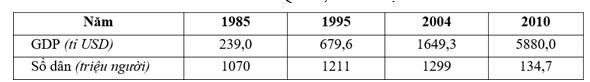 Năm 1985 1995 2004 2010
GDP (tỉ USD) 239,0 679,6 1649,3 5880,0
Số dân (triệu người) 1070 1211 1299 134,7